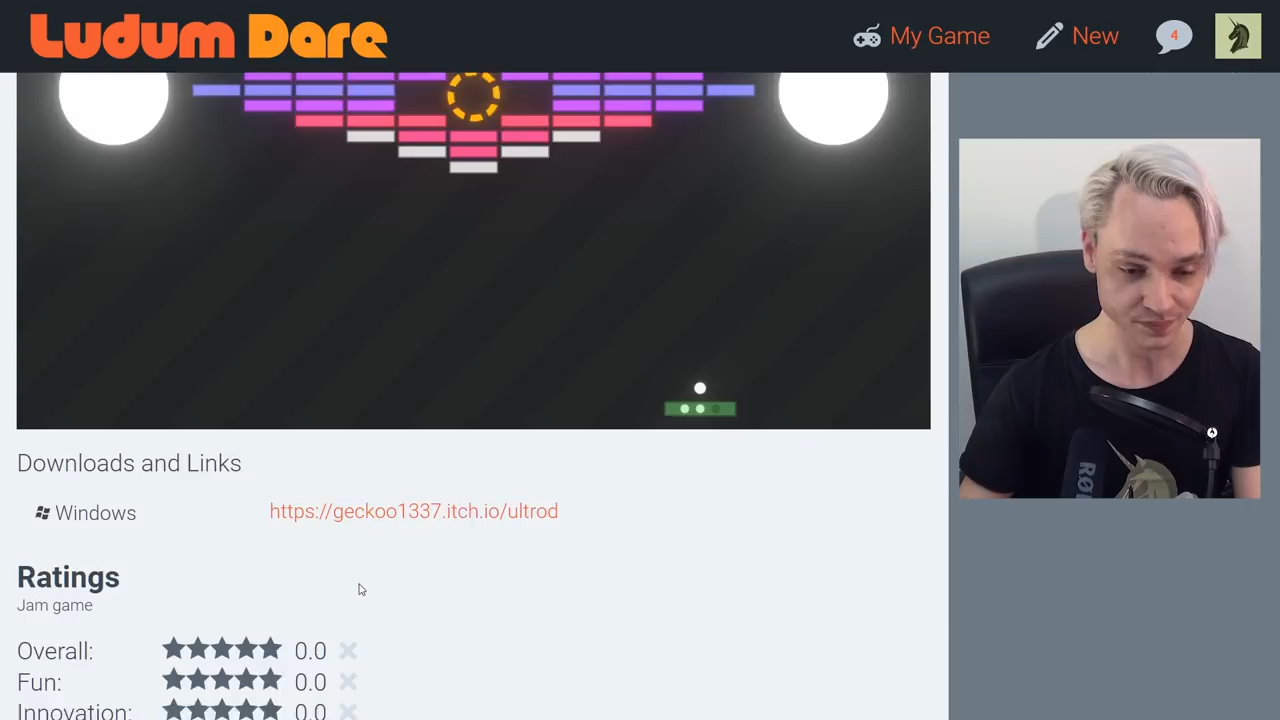 Ludum Dare
My Game
New
4
Downloads and Links
Windows
https://geckoo1337.itch.io/ultrod
Ratings
Jam game
Overall:
0.0
Fun:
0.0
Innovation:
0.0
RØ